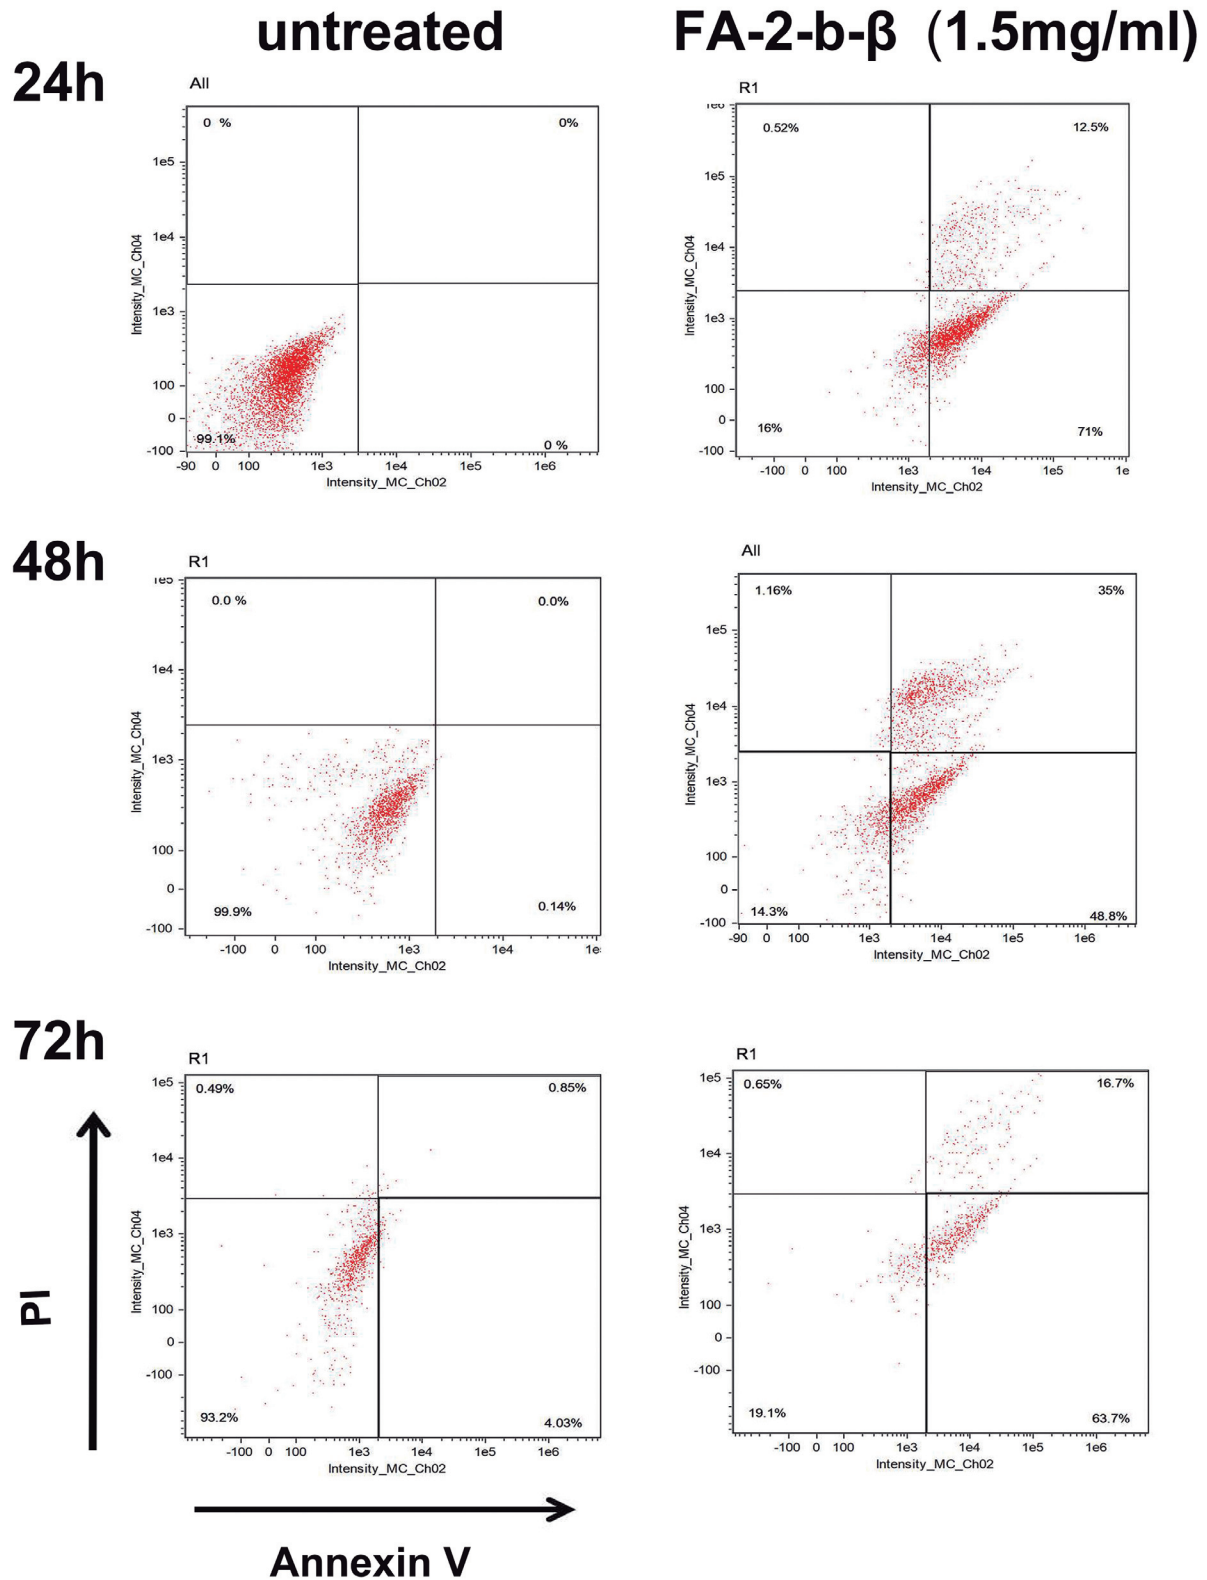 untreated
FA-2-b-β (1.5mg/ml)
24h
All
0 %
0%
99.1%
0 %
1e5
1e4
1e3
100
0
-100
-90 0 100 1e3 1e4 1e5 1e6
Intensity_MC_Ch04
Intensity_MC_Ch02
R1
0.52%
12.5%
16%
71%
1e6
1e5
1e4
1e3
100
0
-100
-100 0 100 1e3 1e4 1e5 1e
Intensity_MC_Ch04
Intensity_MC_Ch02
48h
R1
0.0 %
0.0%
99.9%
0.14%
1e5
1e4
1e3
100
0
-100
-100 0 100 1e3 1e4 1e
Intensity_MC_Ch04
Intensity_MC_Ch02
All
1.16%
35%
14.3%
48.8%
1e5
1e4
1e3
100
0
-100
-90 0 100 1e3 1e4 1e5 1e6
Intensity_MC_Ch04
Intensity_MC_Ch02
72h
R1
0.49%
0.85%
93.2%
4.03%
1e5
1e4
1e3
100
0
-100
-100 0 100 1e3 1e4 1e5 1e6
Intensity_MC_Ch04
Intensity_MC_Ch02
R1
0.65%
16.7%
19.1%
63.7%
1e5
1e4
1e3
100
0
-100
-100 0 100 1e3 1e4 1e5 1e6
Intensity_MC_Ch04
Intensity_MC_Ch02
PI
Annexin V